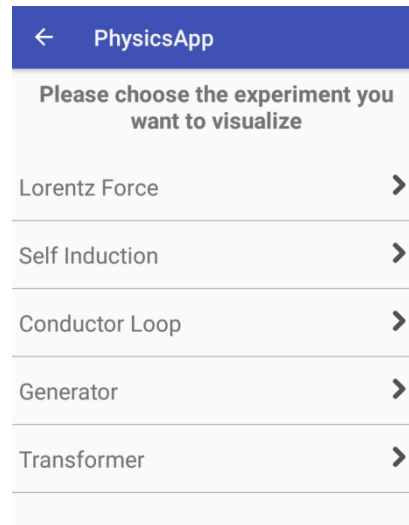 PhysicsApp
Please choose the experiment you
want to visualize
Lorentz Force
Self Induction
Conductor Loop
Generator
Transformer